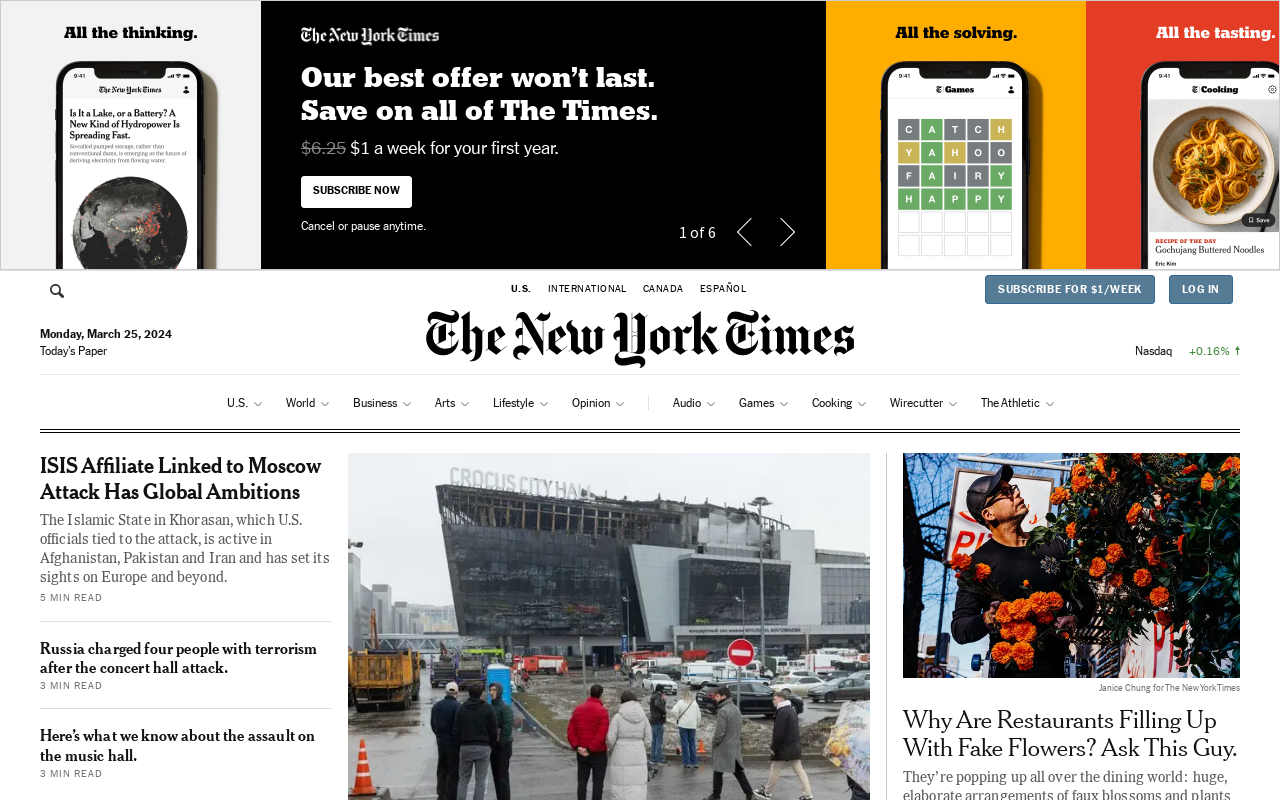 All the thinking.
9:41
The New York Times
Is It a Lake, or a Battery? A
New Kind of Hydropower Is
Spreading Fast.
So-called pumped storage, rather than
conventional dams, is emerging as the future of
deriving electricity from flowing water.
The New York Times
Our best offer won’t last.
Save on all of The Times.
$6.25 $1 a week for your first year.
SUBSCRIBE NOW
Cancel or pause anytime.
1 of 6
All the solving.
9:41
Games
C A T C H
Y A H O O
F A I R Y
H A P P Y
All the tasting.
9:41
Cooking
Save
RECIPE OF THE DAY
Gochujang Buttered Noodles
Eric Kim
U.S. INTERNATIONAL CANADA ESPAÑOL
SUBSCRIBE FOR $1/WEEK
LOG IN
Monday, March 25, 2024
Today’s Paper
The New York Times
Nasdaq +0.16%
U.S. World Business Arts Lifestyle Opinion Audio Games Cooking Wirecutter The Athletic
ISIS Affiliate Linked to Moscow
Attack Has Global Ambitions
The Islamic State in Khorasan, which U.S.
officials tied to the attack, is active in
Afghanistan, Pakistan and Iran and has set its
sights on Europe and beyond.
5 MIN READ
Russia charged four people with terrorism
after the concert hall attack.
3 MIN READ
Here’s what we know about the assault on
the music hall.
3 MIN READ
CROCUS CITY HALL
Janice Chung for The New York Times
Why Are Restaurants Filling Up
With Fake Flowers? Ask This Guy.
They’re popping up all over the dining world: huge,
elaborate arrangements of faux blossoms and plants